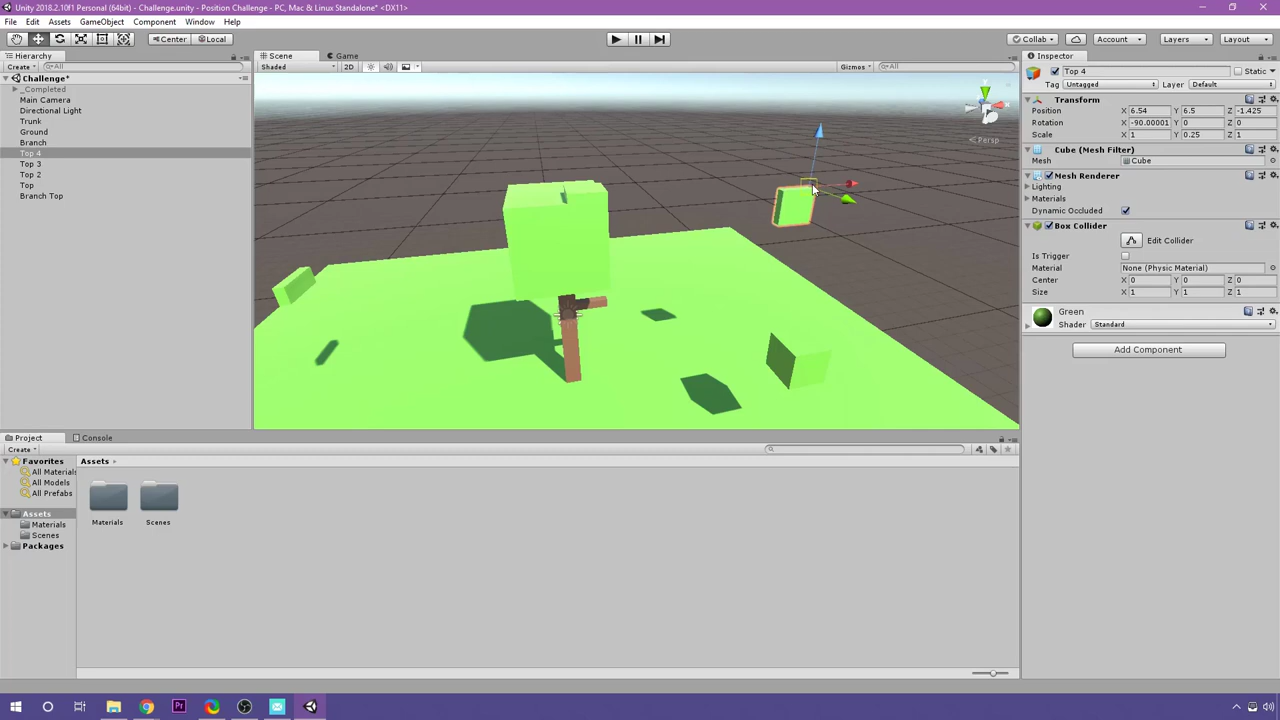 Unity 2018.2.10f1 Personal (64bit) - Challenge.unity - Position Challenge - PC, Mac & Linux Standalone* <DX11>
File Edit Assets GameObject Component Window Help
Center Local Collab Account Layers Layout
Hierarchy Scene Game Inspector
Create All Shaded 2D Gizmos All Top 4 Static
Challenge* Tag Untagged Layer Default
_Completed
Main Camera Transform
Directional Light Position X 6.54 Y 6.5 Z -1.425
Trunk Rotation X -90.00001 Y 0 Z 0
Ground Scale X 1 Y 0.25 Z 1
Branch Persp
Top 4 Cube (Mesh Filter)
Top 3 Mesh Cube
Top 2 Mesh Renderer
Top Lighting
Branch Top Materials
Dynamic Occluded
Box Collider
Edit Collider
Is Trigger
Material None (Physic Material)
Center X 0 Y 0 Z 0
Size X 1 Y 1 Z 1
Green
Shader Standard
Add Component
Project Console
Create
Favorites Assets
All Materials
All Models
All Prefabs
Assets
Materials Materials Scenes
Scenes
Packages
Pr